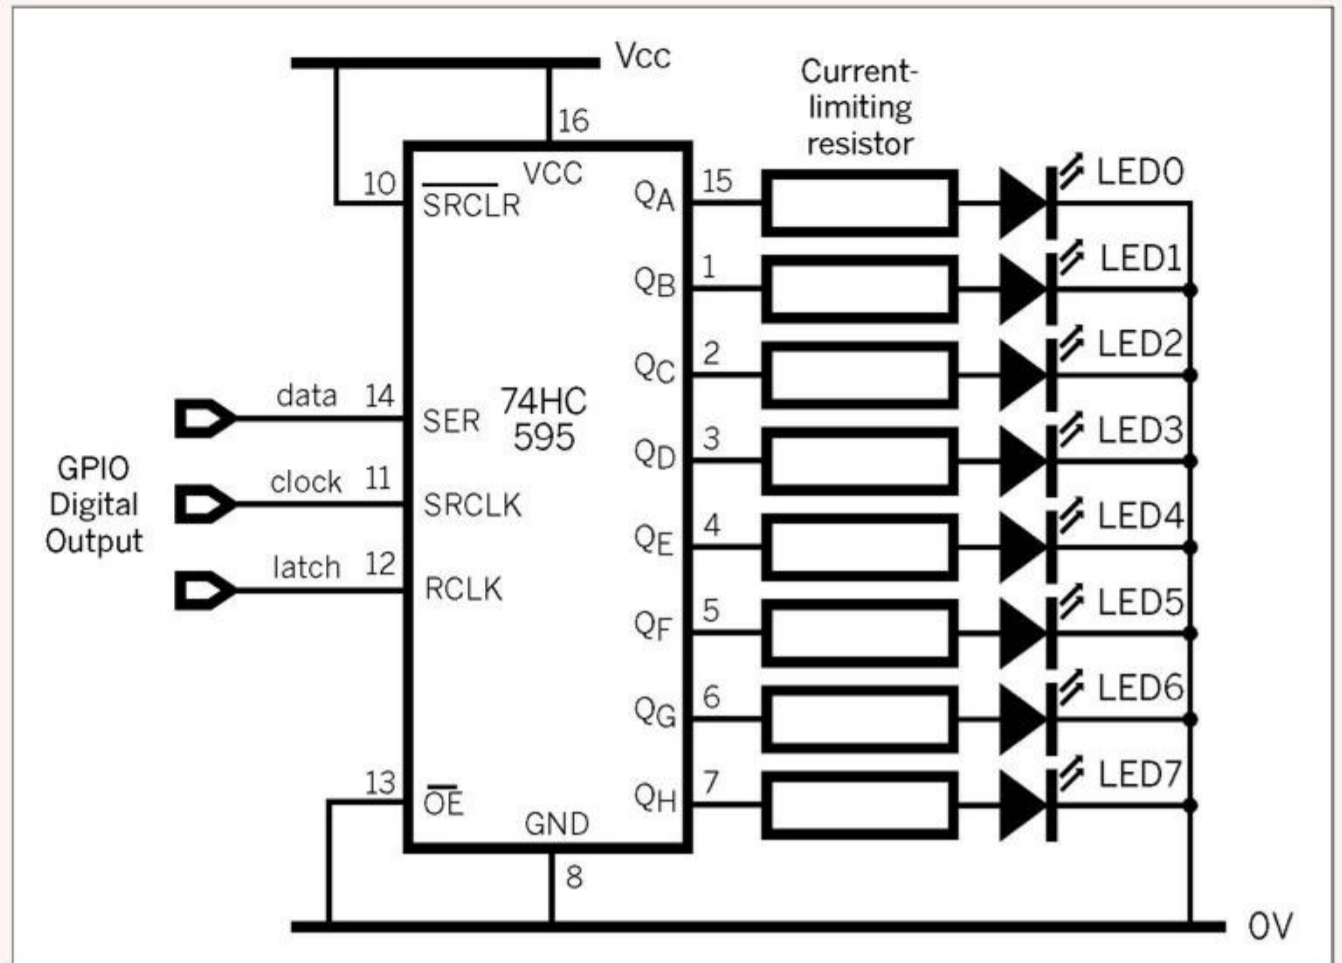 Vcc
Current-
limiting
resistor
16
VCC
10
SRCLR
QA
15
LED0
QB
1
LED1
QC
2
LED2
data
14
SER
74HC
595
QD
3
LED3
GPIO
Digital
Output
clock
11
SRCLK
QE
4
LED4
latch
12
RCLK
QF
5
LED5
QG
6
LED6
13
OE
QH
7
LED7
GND
8
0V